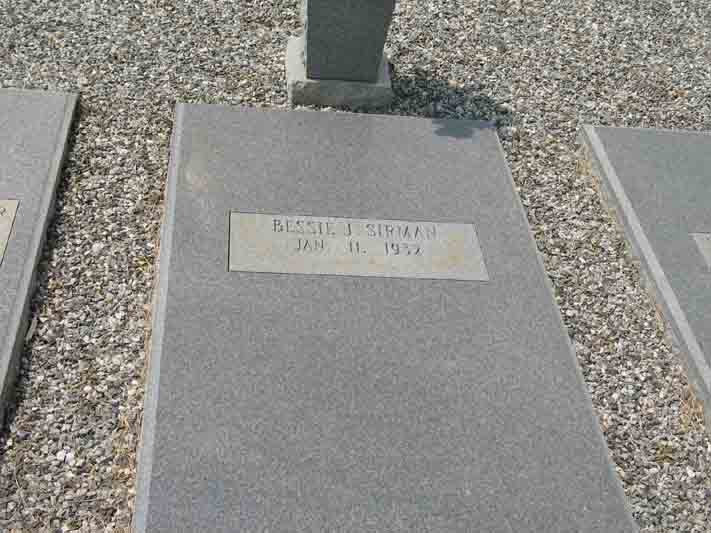 BESSIE J. SIRMAN
JAN. 11. 1932